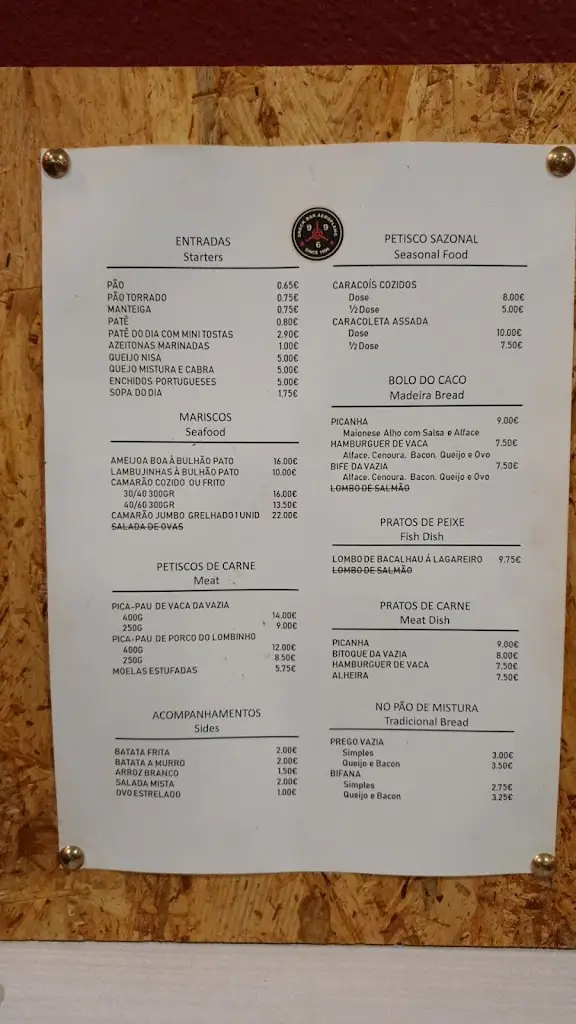 SNACK BAR AEROPLANO
9 9
6
SINCE 1996
ENTRADAS
Starters
PÃO 0.65€
PÃO TORRADO 0.75€
MANTEIGA 0.75€
PATÊ 0.80€
PATÊ DO DIA COM MINI TOSTAS 2.90€
AZEITONAS MARINADAS 1.00€
QUEIJO NISA 5.00€
QUEIJO MISTURA E CABRA 5.00€
ENCHIDOS PORTUGUESES 5.00€
SOPA DO DIA 1,75€
MARISCOS
Seafood
AMEIJOA BOA À BULHÃO PATO 16.00€
LAMBUJINHAS À BULHÃO PATO 10.00€
CAMARÃO COZIDO OU FRITO
30/40 300GR 16.00€
40/60 300GR 13.50€
CAMARÃO JUMBO GRELHADO 1 UNID 22.00€
SALADA DE OVAS
PETISCOS DE CARNE
Meat
PICA-PAU DE VACA DA VAZIA
400G 14.00€
250G 9.00€
PICA-PAU DE PORCO DO LOMBINHO
400G 12.00€
250G 8.50€
MOELAS ESTUFADAS 5.75€
ACOMPANHAMENTOS
Sides
BATATA FRITA 2.00€
BATATA A MURRO 2.00€
ARROZ BRANCO 1,50€
SALADA MISTA 2.00€
OVO ESTRELADO 1.00€
PETISCO SAZONAL
Seasonal Food
CARACOÍS COZIDOS
Dose 8.00€
½ Dose 5.00€
CARACOLETA ASSADA
Dose 10.00€
½ Dose 7.50€
BOLO DO CACO
Madeira Bread
PICANHA 9.00€
Maionese Alho com Salsa e Alface
HAMBURGUER DE VACA 7.50€
Alface, Cenoura, Bacon, Queijo e Ovo
BIFE DA VAZIA 7.50€
Alface, Cenoura, Bacon, Queijo e Ovo
LOMBO DE SALMÃO
PRATOS DE PEIXE
Fish Dish
LOMBO DE BACALHAU Á LAGAREIRO 9.75€
LOMBO DE SALMÃO
PRATOS DE CARNE
Meat Dish
PICANHA 9.00€
BITOQUE DA VAZIA 8.00€
HAMBURGUER DE VACA 7.50€
ALHEIRA 7.50€
NO PÃO DE MISTURA
Tradicional Bread
PREGO VAZIA
Simples 3.00€
Queijo e Bacon 3.50€
BIFANA
Simples 2.75€
Queijo e Bacon 3.25€